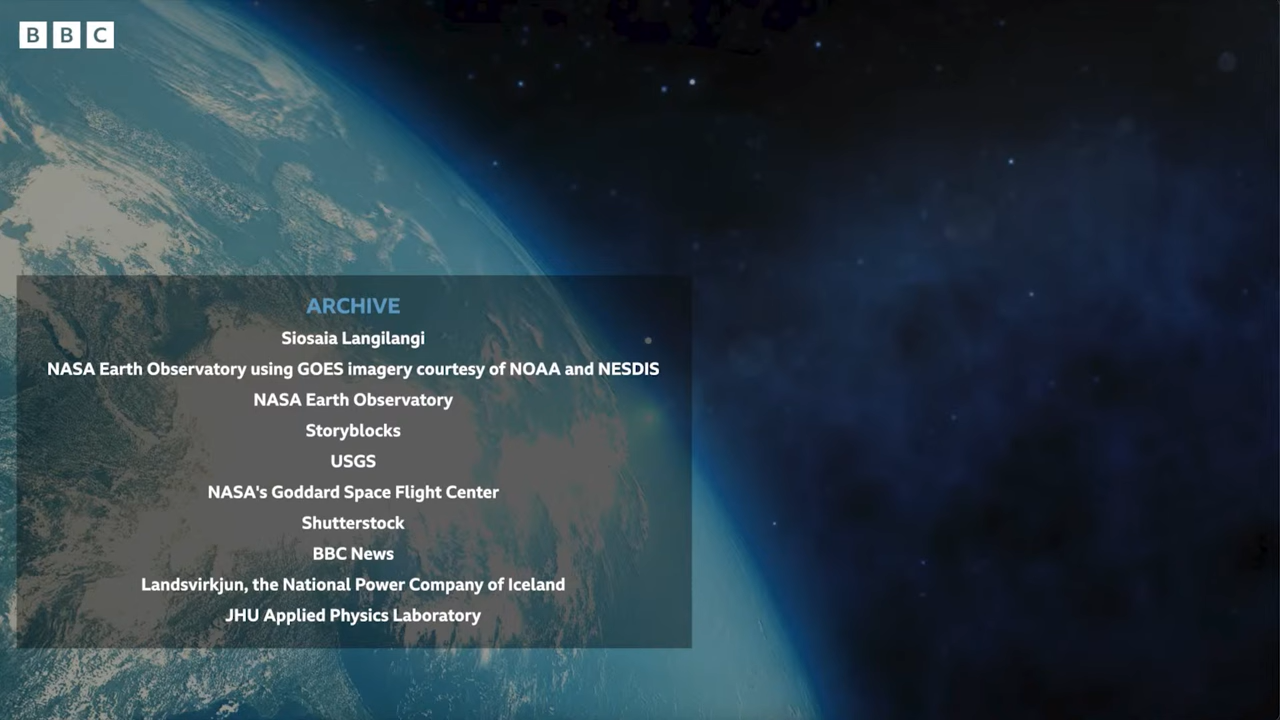 BBC
ARCHIVE
Siosaia Langilangi
NASA Earth Observatory using GOES imagery courtesy of NOAA and NESDIS
NASA Earth Observatory
Storyblocks
USGS
NASA's Goddard Space Flight Center
Shutterstock
BBC News
Landsvirkjun, the National Power Company of Iceland
JHU Applied Physics Laboratory